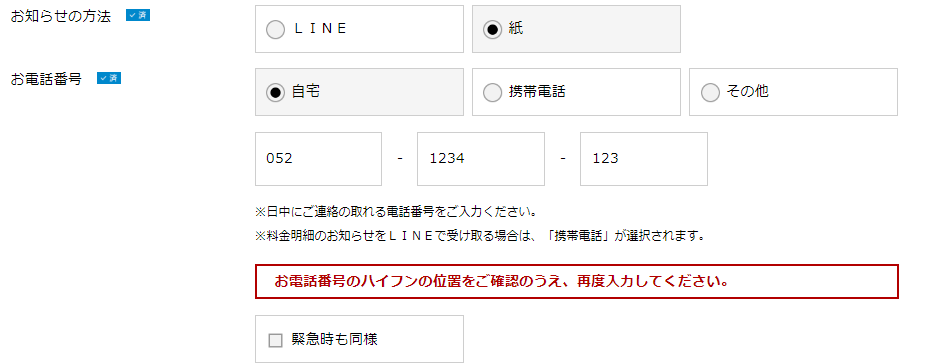 お知らせの方法 ✓済
ＬＩＮＥ 紙
お電話番号 ✓済
自宅 携帯電話 その他
052 - 1234 - 123
※日中にご連絡の取れる電話番号をご入力ください。
※料金明細のお知らせをＬＩＮＥで受け取る場合は、「携帯電話」が選択されます。
お電話番号のハイフンの位置をご確認のうえ、再度入力してください。
緊急時も同様